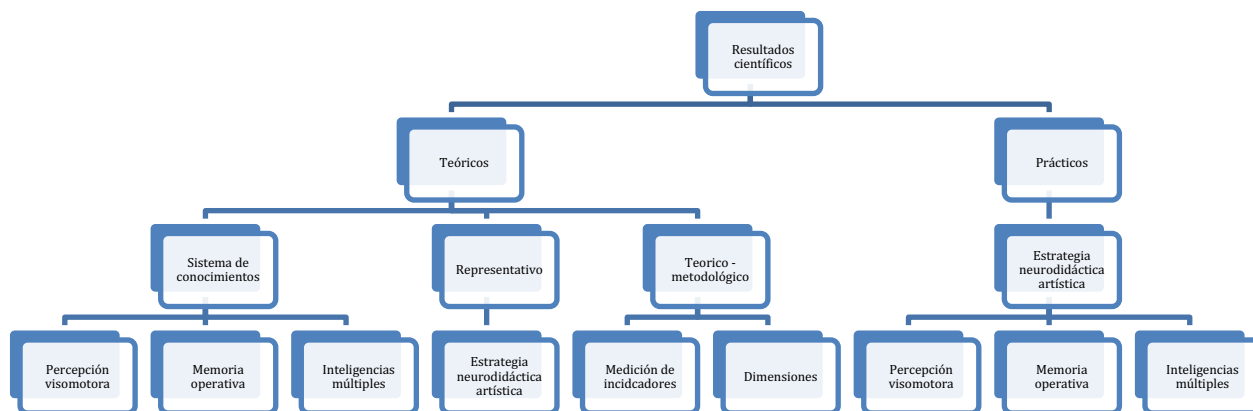 Resultados
científicos
Teóricos
Prácticos
Sistema de
conocimientos
Representativo
Teorico -
metodológico
Estrategia
neurodidáctica
artística
Percepción
visomotora
Memoria
operativa
Inteligencias
múltiples
Estrategia
neurodidáctica
artística
Medición de
incidcadores
Dimensiones
Percepción
visomotora
Memoria
operativa
Inteligencias
múltiples